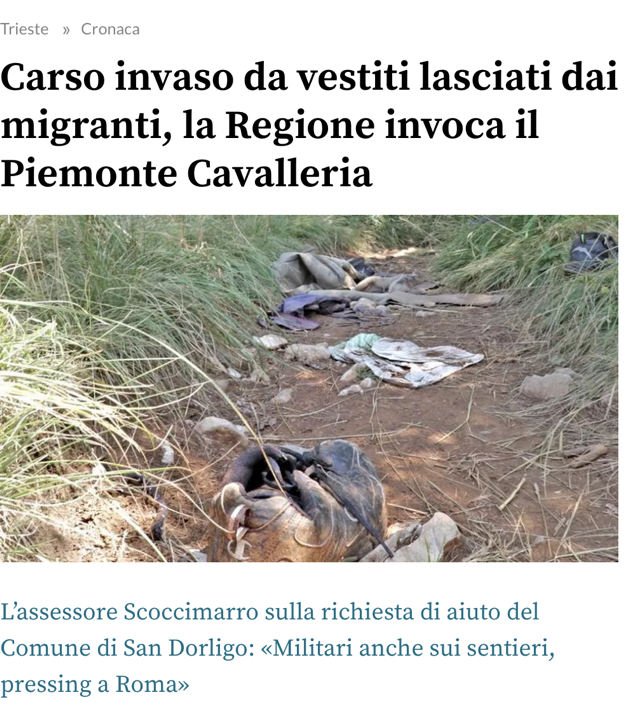 Trieste » Cronaca
Carso invaso da vestiti lasciati dai
migranti, la Regione invoca il
Piemonte Cavalleria
L’assessore Scoccimarro sulla richiesta di aiuto del
Comune di San Dorligo: «Militari anche sui sentieri,
pressing a Roma»